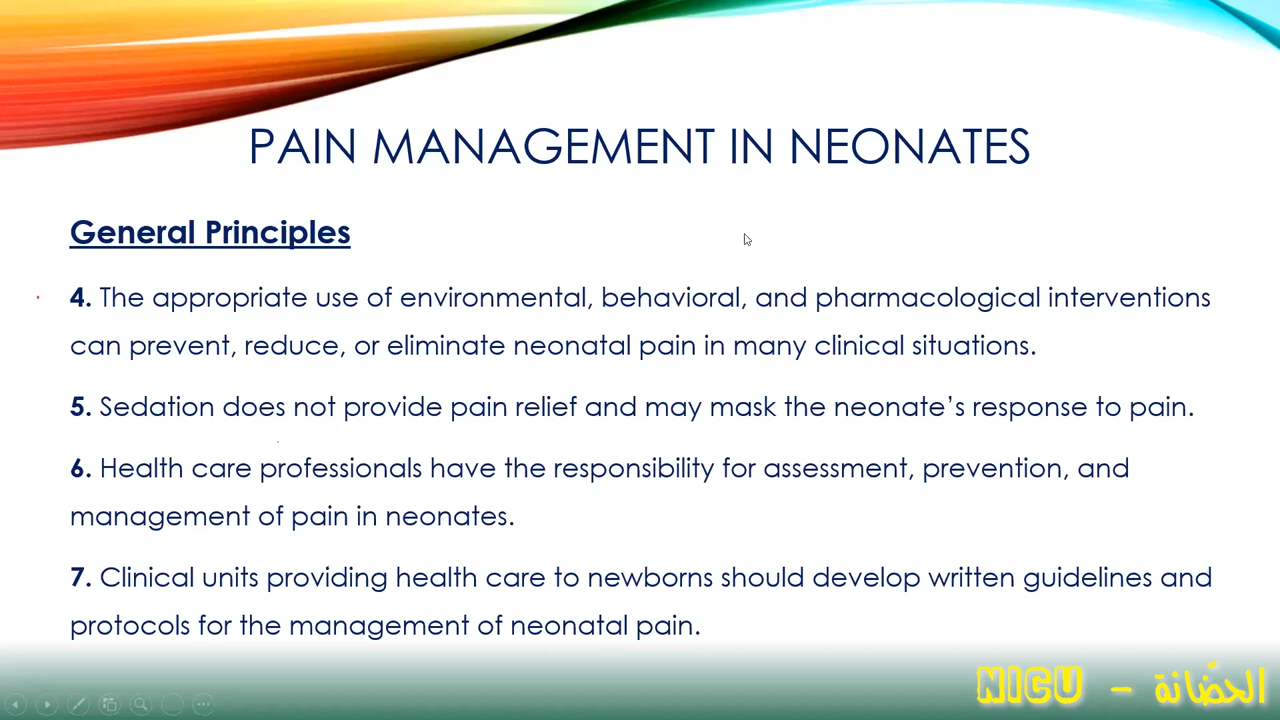 PAIN MANAGEMENT IN NEONATES
General Principles
4. The appropriate use of environmental, behavioral, and pharmacological interventions
can prevent, reduce, or eliminate neonatal pain in many clinical situations.
5. Sedation does not provide pain relief and may mask the neonate’s response to pain.
6. Health care professionals have the responsibility for assessment, prevention, and
management of pain in neonates.
7. Clinical units providing health care to newborns should develop written guidelines and
protocols for the management of neonatal pain.
NICU - الحضّانة